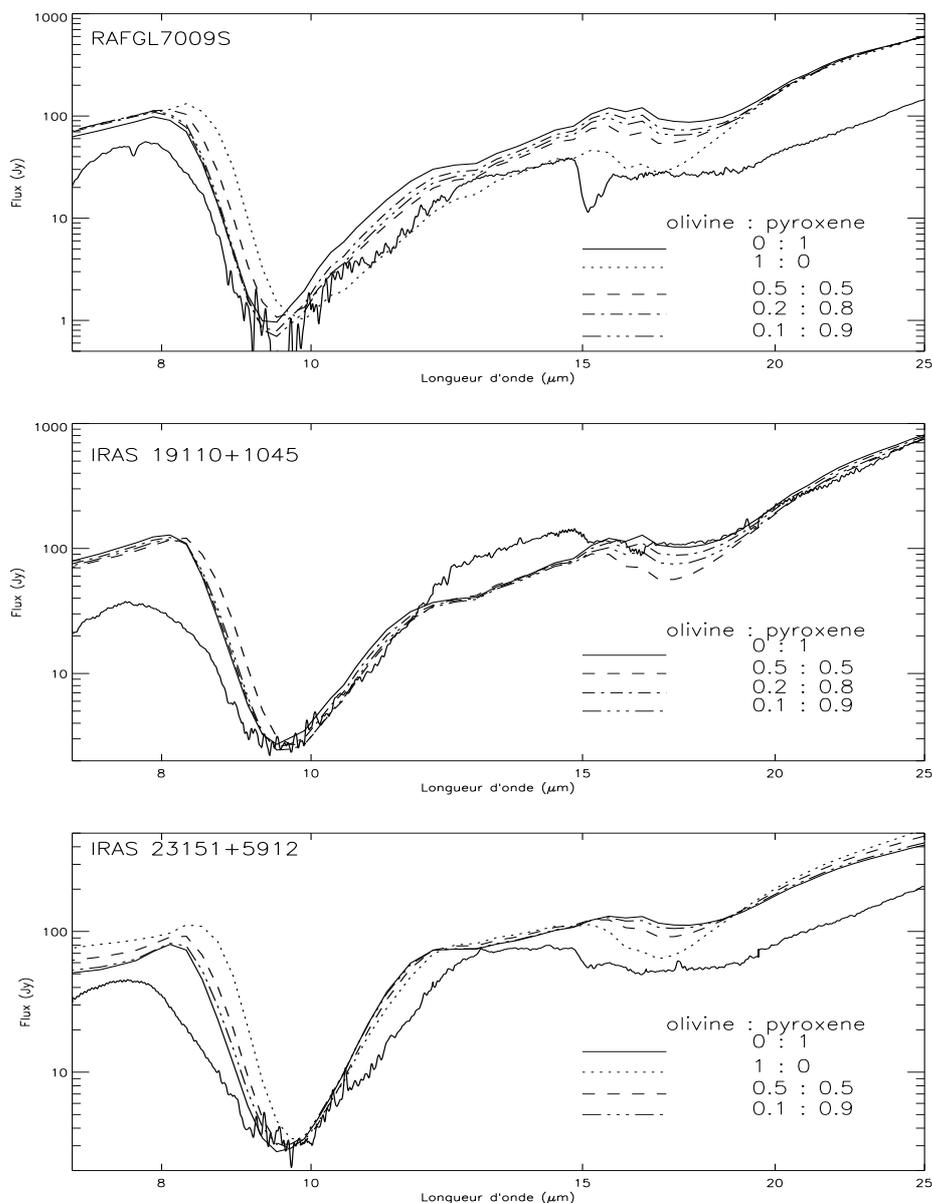 RAFGL7009S
1000
100
10
1
Flux (Jy)
olivine : pyroxene
0 : 1
1 : 0
0.5 : 0.5
0.2 : 0.8
0.1 : 0.9
8 10 15 20 25
Longueur d'onde (μm)
IRAS 19110+1045
1000
100
10
Flux (Jy)
olivine : pyroxene
0 : 1
0.5 : 0.5
0.2 : 0.8
0.1 : 0.9
8 10 15 20 25
Longueur d'onde (μm)
IRAS 23151+5912
100
10
Flux (Jy)
olivine : pyroxene
0 : 1
1 : 0
0.5 : 0.5
0.1 : 0.9
8 10 15 20 25
Longueur d'onde (μm)